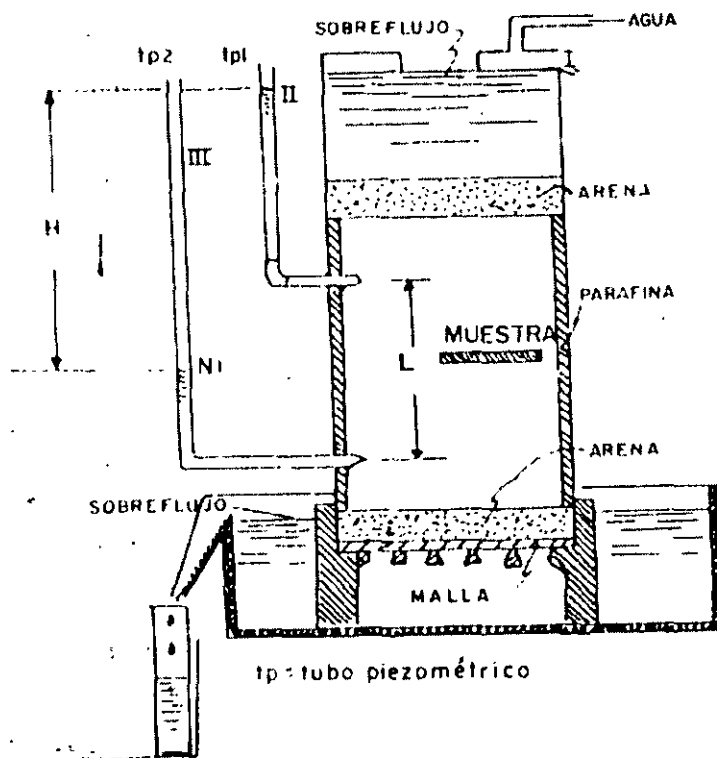 SOBREFLUJO
AGUA
tp2
tp1
II
III
ARENA
H
PARAFINA
MUESTRA
L
N1
ARENA
SOBREFLUJO
MALLA
tp = tubo piezométrico